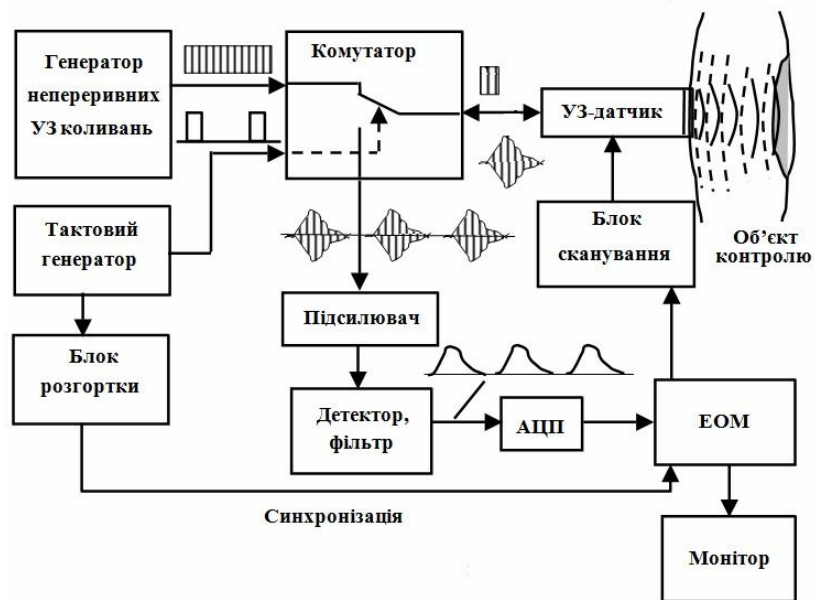 Генератор
непереривних
УЗ коливань
Комутатор
УЗ-датчик
Тактовий
генератор
Блок
сканування
Об’єкт
контролю
Підсилювач
Блок
розгортки
Детектор,
фільтр
АЦП
ЕОМ
Синхронізація
Монітор